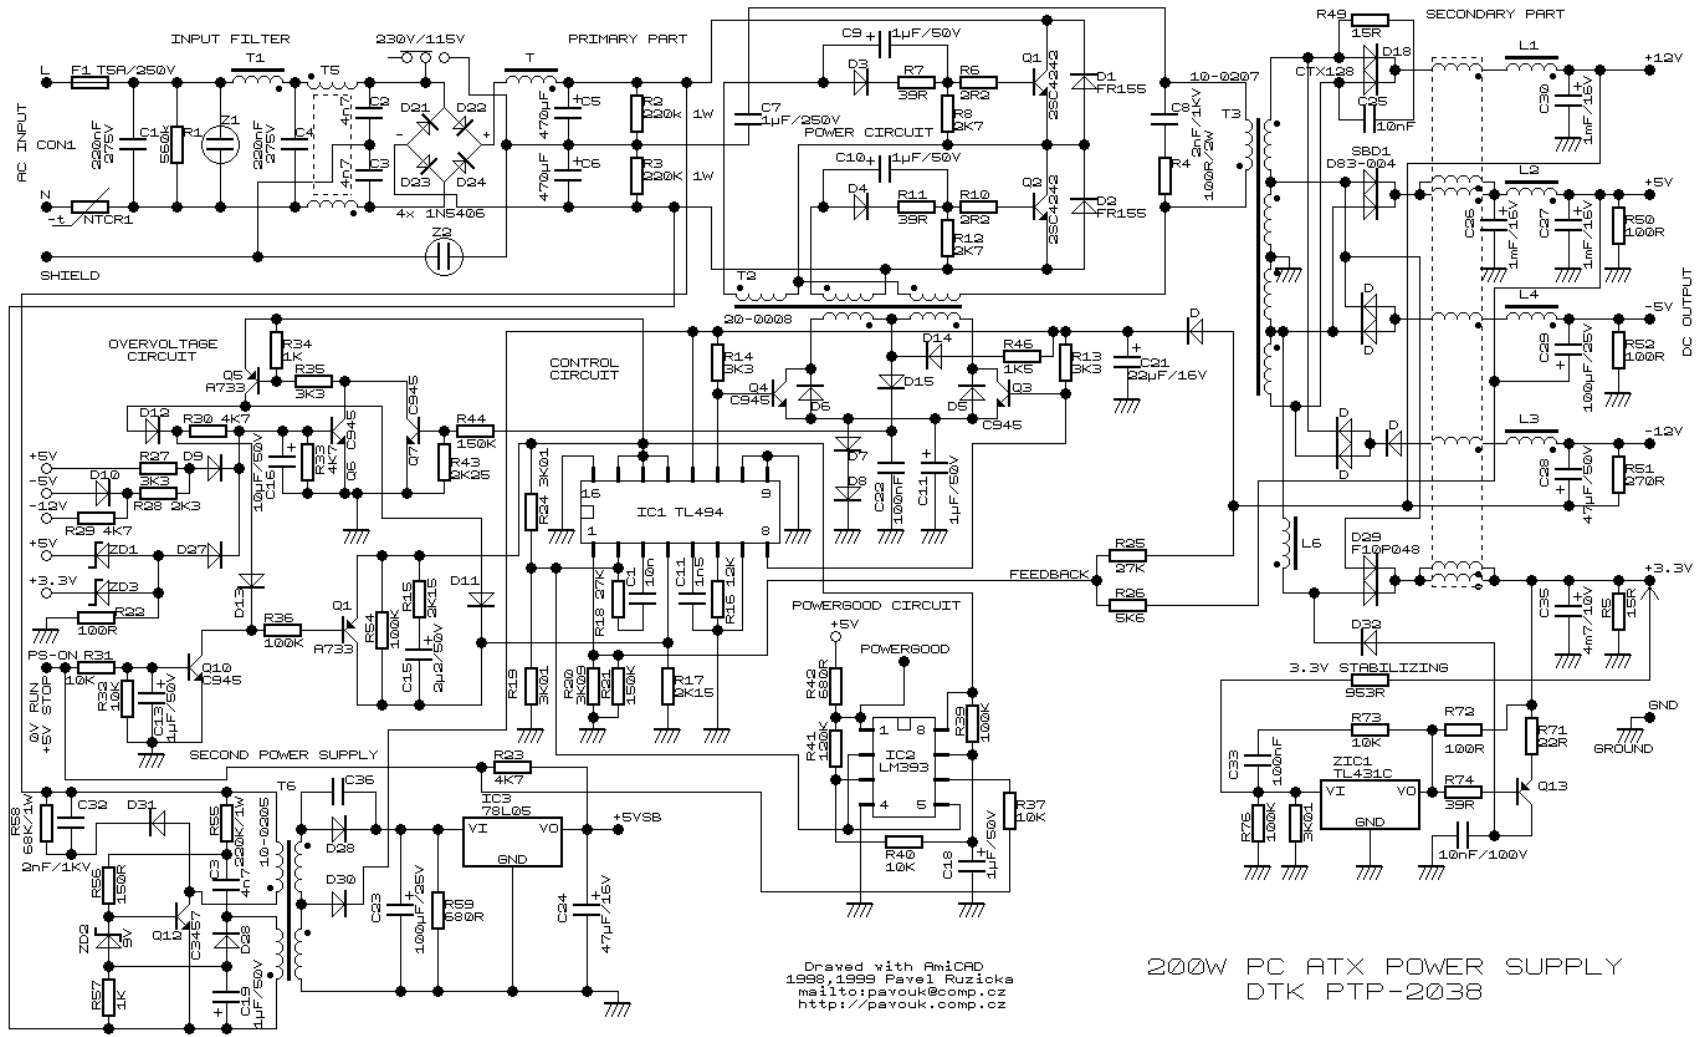 INPUT FILTER
230V/115V
PRIMARY PART
SECONDARY PART
L
F1 T5A/250V
T1
T5
T
AC INPUT
CON1
N
-t
NTCR1
SHIELD
220nF
275V
C1
560k
R1
Z1
220nF
275V
C4
4n7
C2
4n7
C3
D21
D22
D23
D24
-
+
4x 1N5406
Z2
470µF
C5
470µF
C6
R2
220k 1W
R3
220k 1W
C7
1µF/250V
C9
1µF/50V
D3
R7
39R
R6
2R2
R8
2K7
Q1
2SC4242
D1
FR155
POWER CIRCUIT
C10
1µF/50V
D4
R11
39R
R10
2R2
R12
2K7
Q2
2SC4242
D2
FR155
C8
2nF/1KV
R4
100R/2W
10-0207
T3
T2
20-0008
R49
15R
D18
CTX128
C25
10nF
SBD1
D83-004
L1
C30
1mF/16V
+12V
L2
C26
1mF/16V
C27
1mF/16V
+5V
R50
100R
D
D
L4
C29
100µF/25V
-5V
R52
100R
DC OUTPUT
D
D
D
L3
C28
47µF/50V
-12V
R51
270R
L6
D29
F10P048
+3.3V
C35
4m7/10V
R5
15R
D32
3.3V STABILIZING
953R
GND
GROUND
R73
10K
R72
100R
R71
22R
C33
100nF
ZIC1
TL431C
VI
VO
GND
R74
39R
Q13
R76
100K
3K01
10nF/100V
OVERVOLTAGE
CIRCUIT
R34
1K
Q5
A733
R35
3K3
C945
D12
R30 4K7
C945
Q6
Q7
R44
150K
R43
2K25
+5V
R27
3K3
D9
-5V
D10
R28 2K3
-12V
R29 4K7
C16
10µF/50V
R33
4K7
+5V
ZD1
D27
+3.3V
ZD3
R22
100R
D13
CONTROL
CIRCUIT
R14
3K3
Q4
C945
D6
D14
D15
D5
R46
1K5
Q3
C945
R13
3K3
C21
22µF/16V
D
D7
D8
C22
100nF
C11
1µF/50V
R24 3K01
16
9
IC1 TL494
1
8
R25
27K
FEEDBACK
R26
5K6
R36
100K
Q1
A733
R54
100K
R15
2K15
C15
2µ2/50V
D11
R18 27K
C1
10n
C11
1n5
R16 12K
R19
3K01
R20
3K09
R21
150K
R17
2K15
PS-ON
R31
10K
Q10
C945
R32
10K
C13
1µF/50V
0V RUN
+5V STOP
POWERGOOD CIRCUIT
+5V
POWERGOOD
R42
680R
R41
120K
1
8
IC2
LM393
4
5
R39
100K
R37
10K
R40
10K
C18
1µF/50V
SECOND POWER SUPPLY
R23
4K7
T6
10-0205
C36
D28
D30
IC3
78L05
VI
VO
GND
+5VSB
C23
100µF/25V
R59
680R
C24
47µF/16V
R58
68K/1W
C32
2nF/1KV
D31
R55
220K/1W
R56
150R
C3
4n7
ZD2
9V
Q12
C3457
D28
R57
1K
C19
1µF/50V
Drawed with AmiCAD
1998,1999 Pavel Ruzicka
mailto:pavouk@comp.cz
http://pavouk.comp.cz
200W PC ATX POWER SUPPLY
DTK PTP-2038